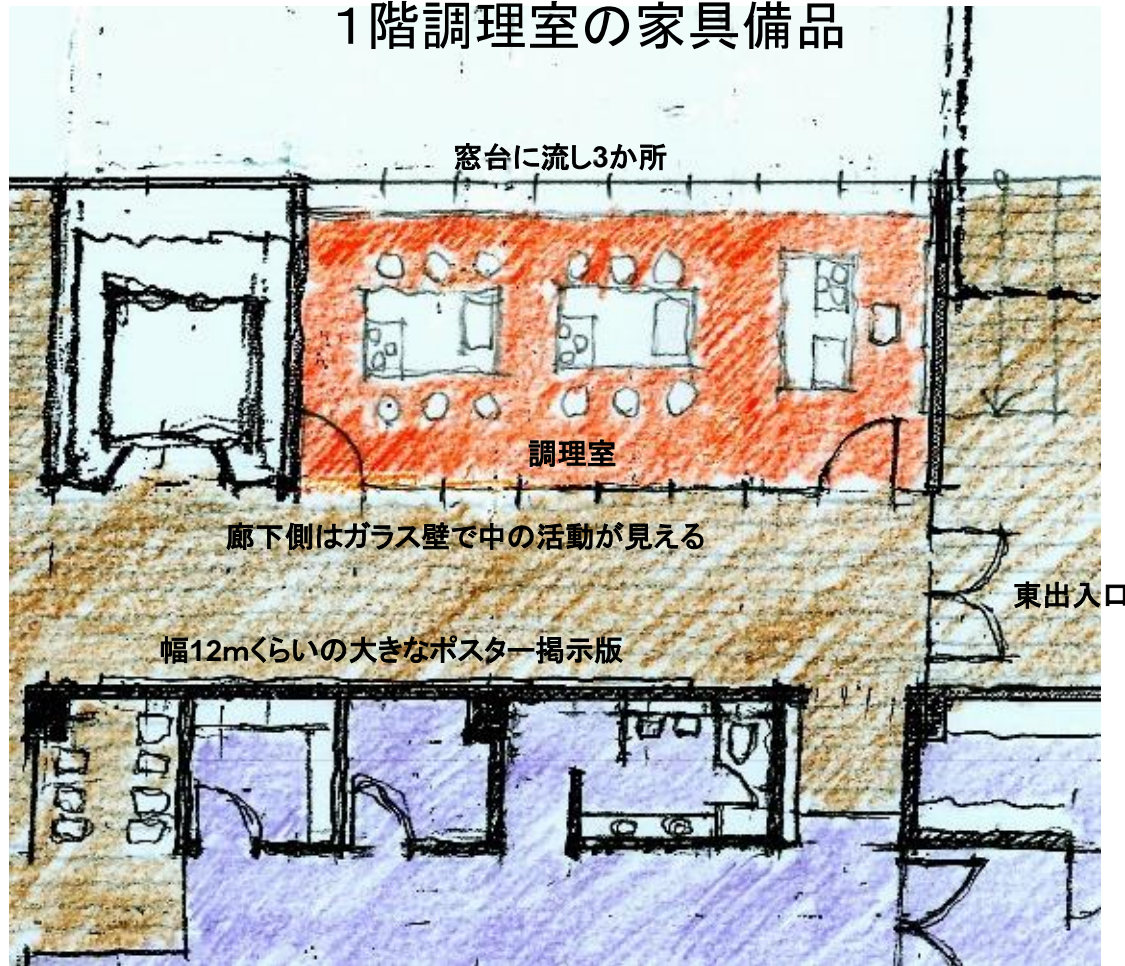 １階調理室の家具備品
窓台に流し3か所
調理室
廊下側はガラス壁で中の活動が見える
東出入口
幅12mくらいの大きなポスター掲示版